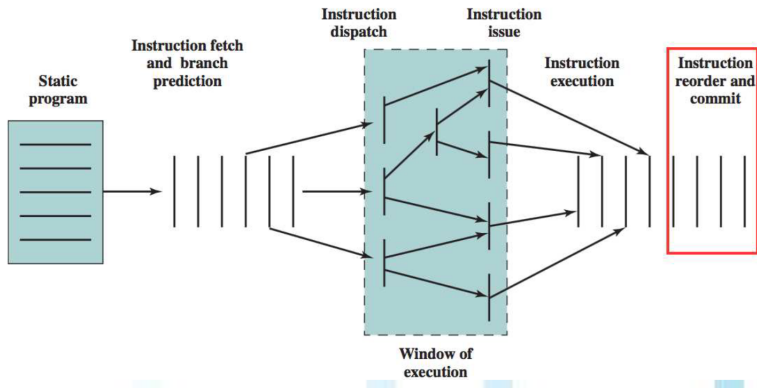 Static
program
Instruction fetch
and branch
prediction
Instruction
dispatch
Instruction
issue
Instruction
execution
Instruction
reorder and
commit
Window of
execution